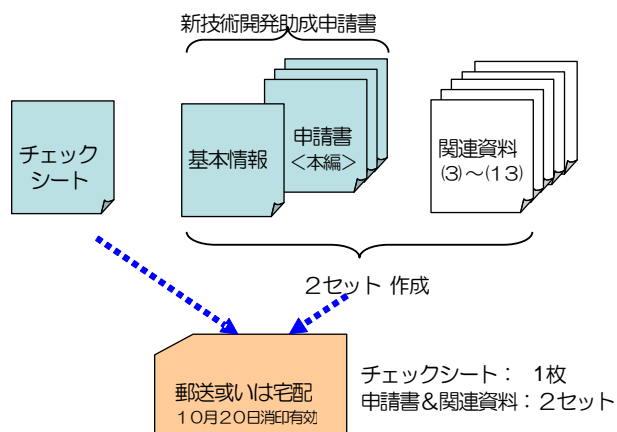 新技術開発助成申請書
チェック
シート
基本情報
申請書
＜本編＞
関連資料
(3)～(13)
２セット 作成
郵送或いは宅配
１０月２０日消印有効
チェックシート： 1枚
申請書＆関連資料：２セット